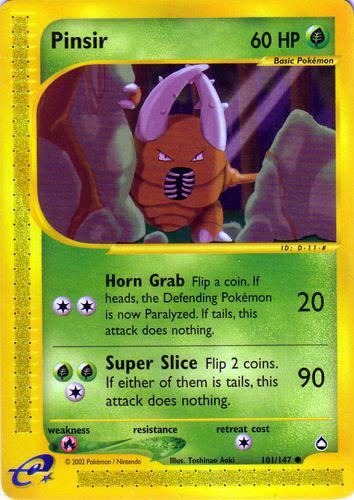 Pinsir 60 HP
Basic Pokémon
ID: D-11-#
Horn Grab Flip a coin. If
heads, the Defending Pokémon
is now Paralyzed. If tails, this
attack does nothing.
20
Super Slice Flip 2 coins.
If either of them is tails, this
attack does nothing.
90
weakness resistance retreat cost
© 2002 Pokémon / Nintendo Illus. Toshinao Aoki 101/147 ●
e